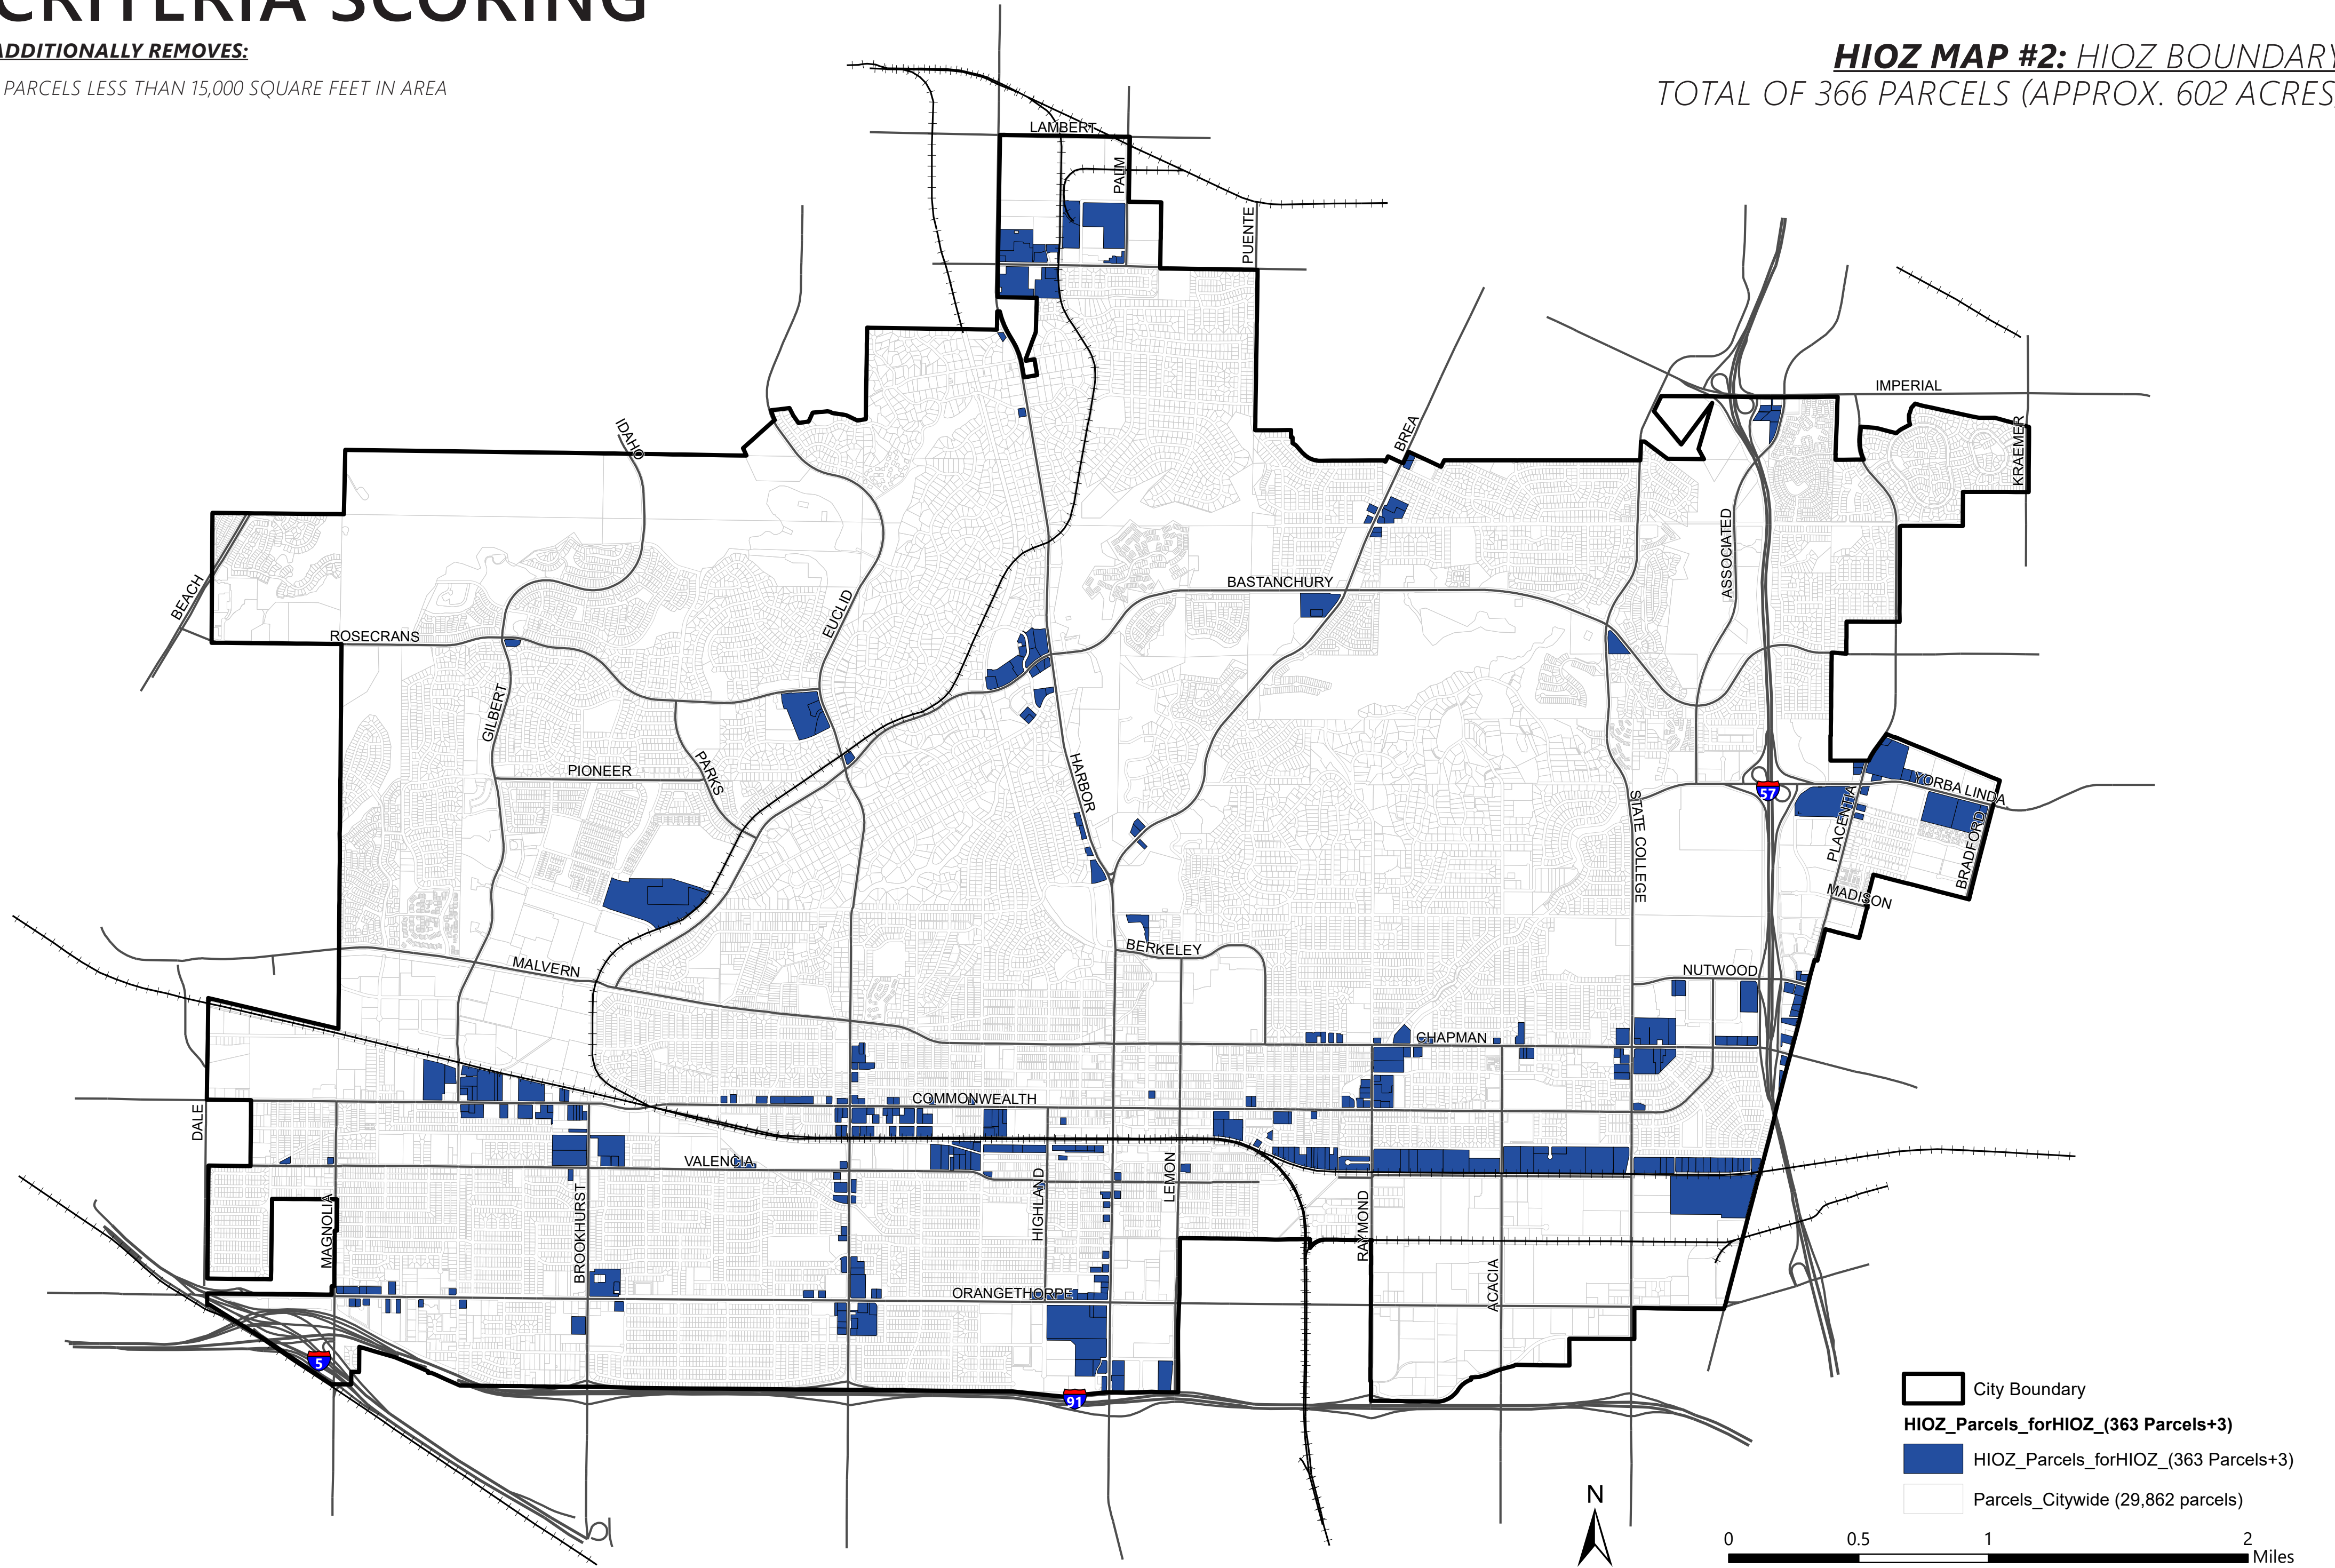 CRITERIA SCORING
ADDITIONALLY REMOVES:
PARCELS LESS THAN 15,000 SQUARE FEET IN AREA
HIOZ MAP #2: HIOZ BOUNDARY
TOTAL OF 366 PARCELS (APPROX. 602 ACRES)
LAMBERT
PALM
PUENTE
IMPERIAL
IDAHO
BREA
KRAEMER
ASSOCIATED
BEACH
BASTANCHURY
EUCLID
ROSECRANS
GILBERT
PIONEER
PARKS
HARBOR
STATE COLLEGE
57
YORBA LINDA
PLACENTIA
BRADFORD
MADISON
BERKELEY
MALVERN
NUTWOOD
CHAPMAN
COMMONWEALTH
DALE
VALENCIA
MAGNOLIA
BROOKHURST
HIGHLAND
LEMON
RAYMOND
ACACIA
ORANGETHORPE
5
91
City Boundary
HIOZ_Parcels_forHIOZ_(363 Parcels+3)
HIOZ_Parcels_forHIOZ_(363 Parcels+3)
Parcels_Citywide (29,862 parcels)
N
0 0.5 1 2
Miles